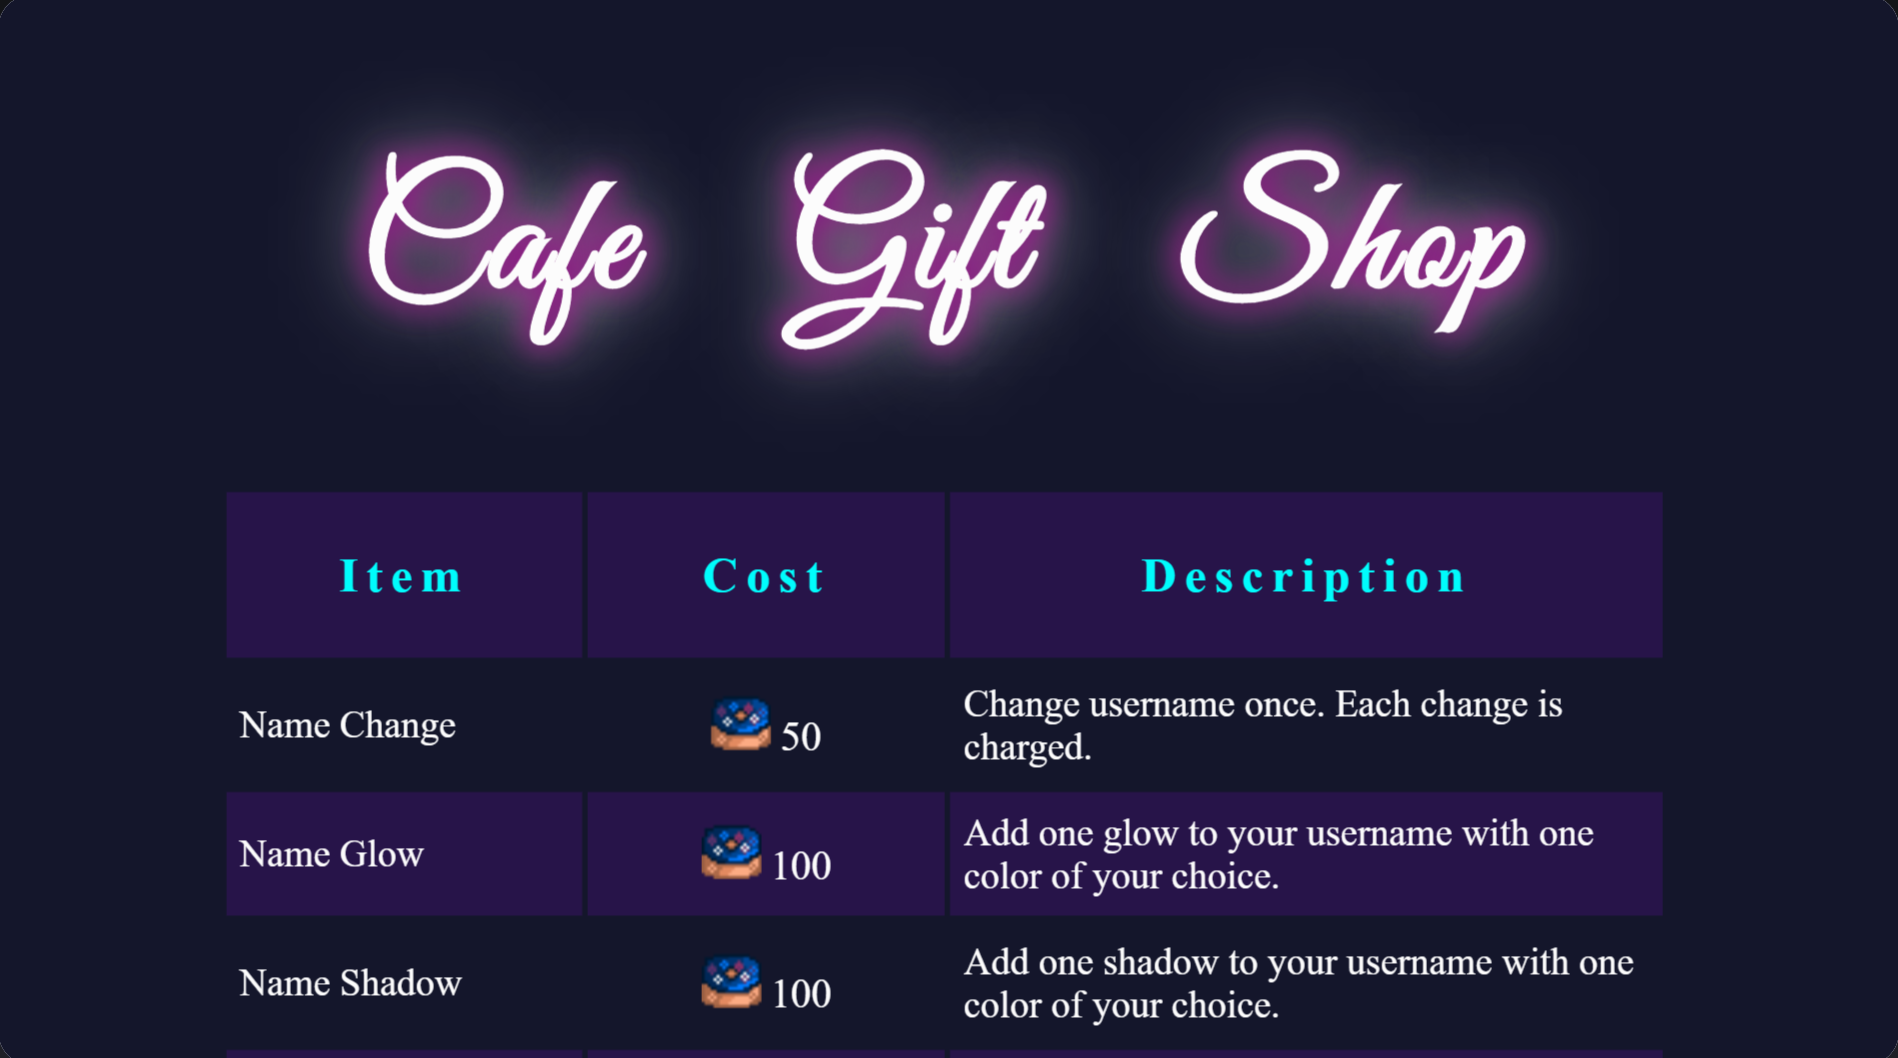 Cafe Gift Shop
Item Cost Description
Name Change 50 Change username once. Each change is
charged.
Name Glow 100 Add one glow to your username with one
color of your choice.
Name Shadow 100 Add one shadow to your username with one
color of your choice.